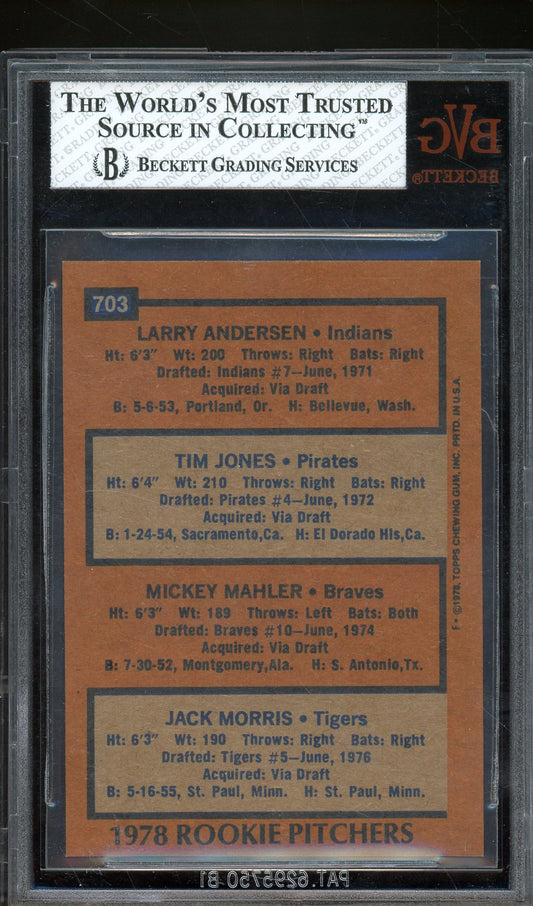 THE WORLD'S MOST TRUSTED
SOURCE IN COLLECTING™
B BECKETT GRADING SERVICES
BVG
BECKETT®
703
LARRY ANDERSEN • Indians
Ht: 6'3" Wt: 200 Throws: Right Bats: Right
Drafted: Indians #7—June, 1971
Acquired: Via Draft
B: 5-6-53, Portland, Or. H: Bellevue, Wash.
TIM JONES • Pirates
Ht: 6'4" Wt: 210 Throws: Right Bats: Right
Drafted: Pirates #4—June, 1972
Acquired: Via Draft
B: 1-24-54, Sacramento,Ca. H: El Dorado Hls,Ca.
MICKEY MAHLER • Braves
Ht: 6'3" Wt: 189 Throws: Left Bats: Both
Drafted: Braves #10—June, 1974
Acquired: Via Draft
B: 7-30-52, Montgomery,Ala. H: S. Antonio,Tx.
JACK MORRIS • Tigers
Ht: 6'3" Wt: 190 Throws: Right Bats: Right
Drafted: Tigers #5—June, 1976
Acquired: Via Draft
B: 5-16-55, St. Paul, Minn. H: St. Paul, Minn.
1978 ROOKIE PITCHERS
F• ©1978, TOPPS CHEWING GUM, INC. PRTD. IN U.S.A.
PAT. 6295750 B1